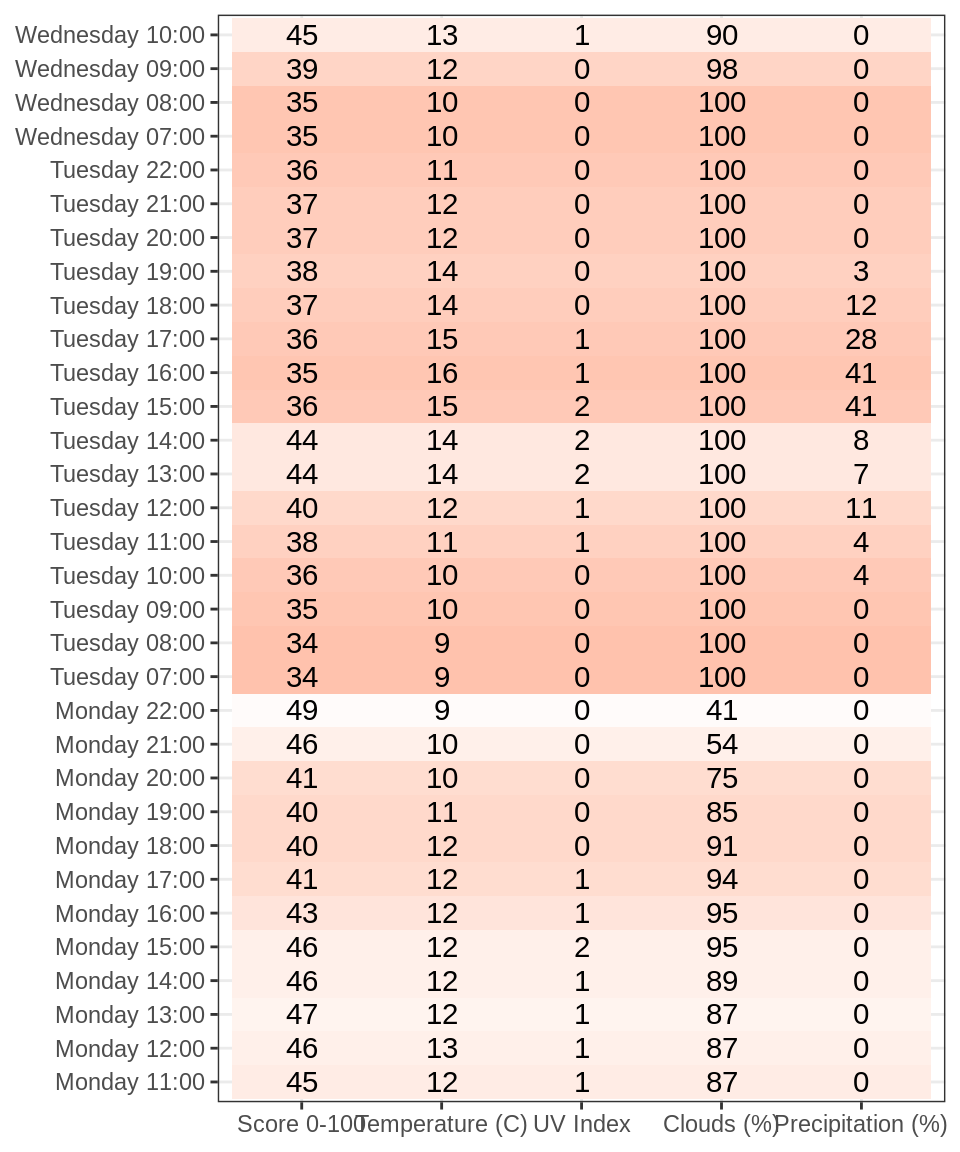 Wednesday 10:00 45 13 1 90 0
Wednesday 09:00 39 12 0 98 0
Wednesday 08:00 35 10 0 100 0
Wednesday 07:00 35 10 0 100 0
Tuesday 22:00 36 11 0 100 0
Tuesday 21:00 37 12 0 100 0
Tuesday 20:00 37 12 0 100 0
Tuesday 19:00 38 14 0 100 3
Tuesday 18:00 37 14 0 100 12
Tuesday 17:00 36 15 1 100 28
Tuesday 16:00 35 16 1 100 41
Tuesday 15:00 36 15 2 100 41
Tuesday 14:00 44 14 2 100 8
Tuesday 13:00 44 14 2 100 7
Tuesday 12:00 40 12 1 100 11
Tuesday 11:00 38 11 1 100 4
Tuesday 10:00 36 10 0 100 4
Tuesday 09:00 35 10 0 100 0
Tuesday 08:00 34 9 0 100 0
Tuesday 07:00 34 9 0 100 0
Monday 22:00 49 9 0 41 0
Monday 21:00 46 10 0 54 0
Monday 20:00 41 10 0 75 0
Monday 19:00 40 11 0 85 0
Monday 18:00 40 12 0 91 0
Monday 17:00 41 12 1 94 0
Monday 16:00 43 12 1 95 0
Monday 15:00 46 12 2 95 0
Monday 14:00 46 12 1 89 0
Monday 13:00 47 12 1 87 0
Monday 12:00 46 13 1 87 0
Monday 11:00 45 12 1 87 0
Score 0-100 Temperature (C) UV Index Clouds (%) Precipitation (%)